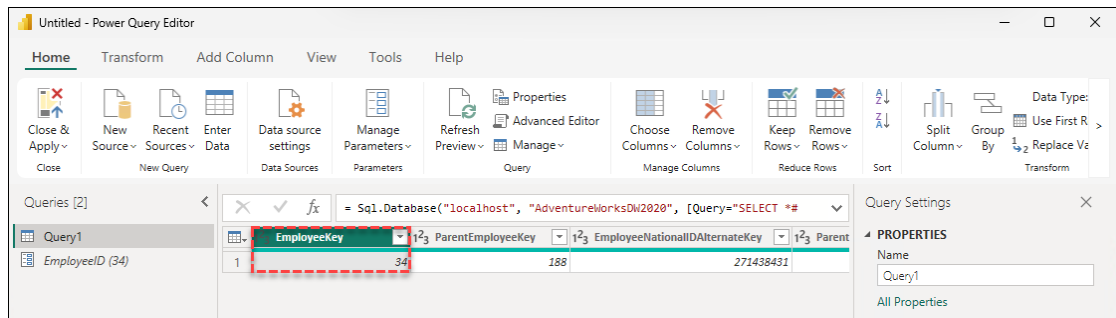 Untitled - Power Query Editor
Home Transform Add Column View Tools Help
Close & Apply
New Source
Recent Sources
Enter Data
Data source settings
Manage Parameters
Refresh Preview
Properties
Advanced Editor
Manage
Choose Columns
Remove Columns
Keep Rows
Remove Rows
Split Column
Group By
Data Type:
Use First R
Replace Va
Close New Query Data Sources Parameters Query Manage Columns Reduce Rows Sort Transform
Queries [2]
Query1
EmployeeID (34)
fx = Sql.Database("localhost", "AdventureWorksDW2020", [Query="SELECT *#
EmployeeKey 123 ParentEmployeeKey 123 EmployeeNationalIDAlternateKey 123 Parent
1 34 188 271438431
Query Settings
PROPERTIES
Name
Query1
All Properties